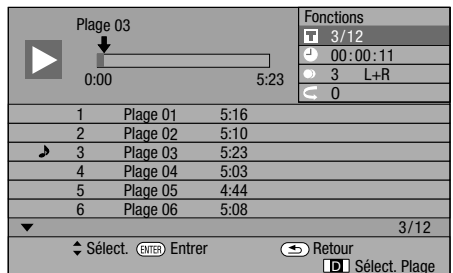 Plage 03
0:00 5:23
Fonctions
T 3/12
00:00:11
3 L+R
0
1 Plage 01 5:16
2 Plage 02 5:10
3 Plage 03 5:23
4 Plage 04 5:03
5 Plage 05 4:44
6 Plage 06 5:08
3/12
Sélect. ENTER Entrer Retour
D Sélect. Plage